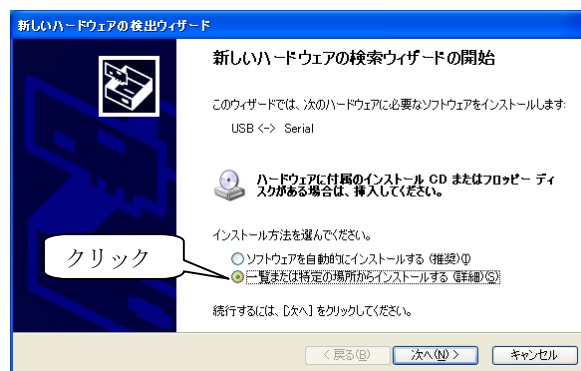 新しいハードウェアの検出ウィザード
新しいハードウェアの検索ウィザードの開始
このウィザードでは、次のハードウェアに必要なソフトウェアをインストールします:
USB <-> Serial
ハードウェアに付属のインストール CD またはフロッピー ディ
スクがある場合は、挿入してください。
インストール方法を選んでください。
クリック
ソフトウェアを自動的にインストールする (推奨)(I)
一覧または特定の場所からインストールする (詳細)(S)
続行するには、[次へ] をクリックしてください。
< 戻る(B)
次へ(N) >
キャンセル